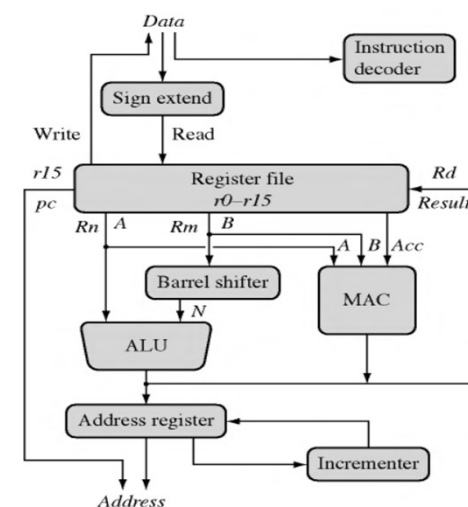 Data
Instruction
decoder
Sign extend
Write
Read
r15
Register file
Rd
pc
r0–r15
Result
Rn A
Rm B
A B Acc
Barrel shifter
MAC
N
ALU
Address register
Incrementer
Address